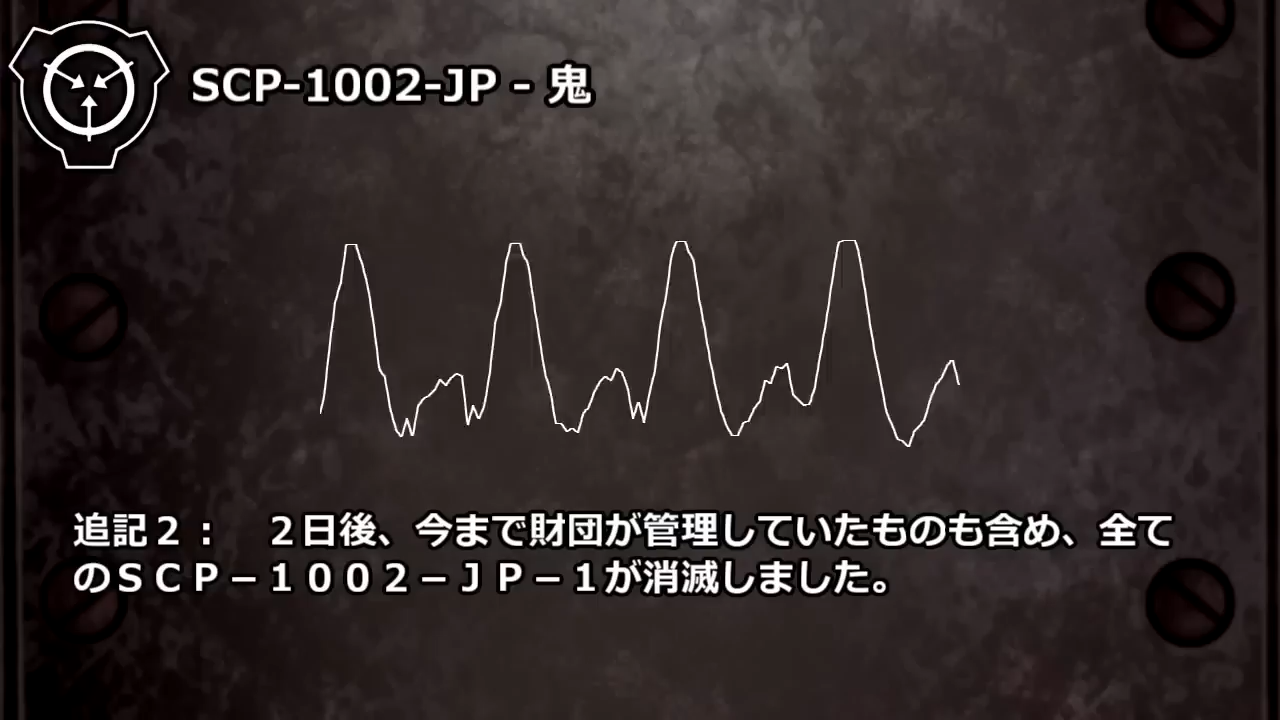 SCP-1002-JP - 鬼
追記２：　２日後、今まで財団が管理していたものも含め、全て
のＳＣＰ－１００２－ＪＰ－１が消滅しました。